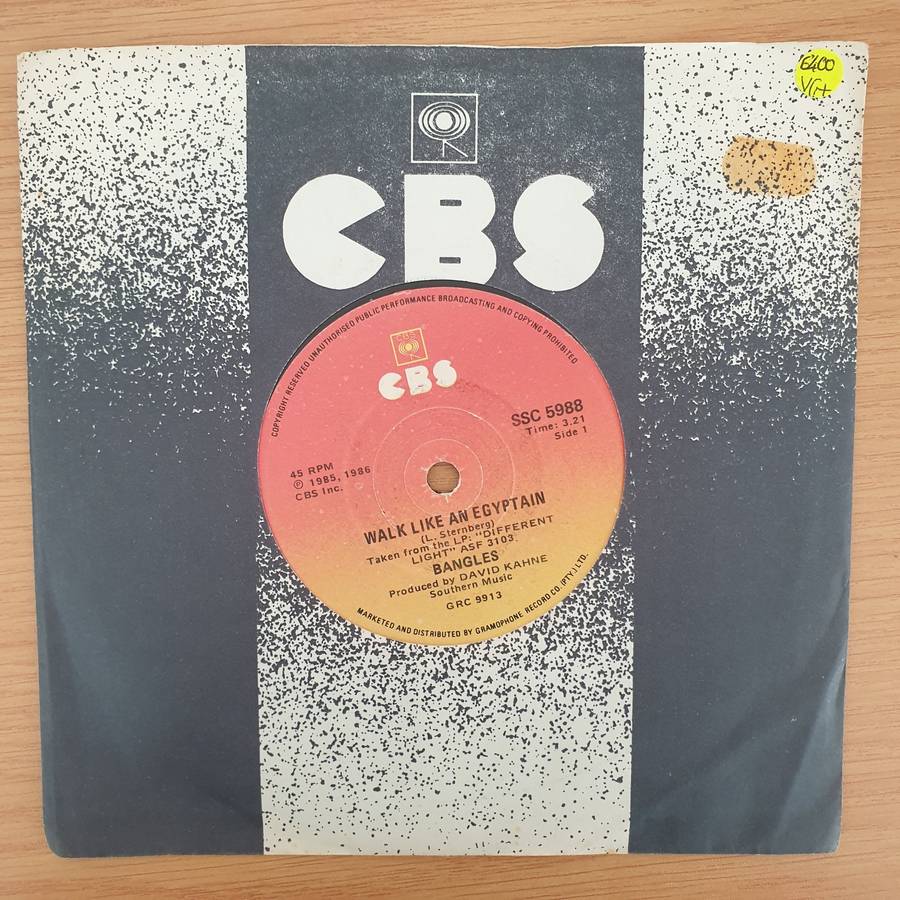 E400
VG+
CBS
COPYRIGHT RESERVED UNAUTHORISED PUBLIC PERFORMANCE BROADCASTING AND COPYING PROHIBITED
CBS
CBS
SSC 5988
Time: 3.21
Side 1
45 RPM
℗ 1985, 1986
CBS Inc.
WALK LIKE AN EGYPTAIN
(L. Sternberg)
Taken from the LP: "DIFFERENT
LIGHT" ASF 3103.
BANGLES
Produced by DAVID KAHNE
Southern Music
GRC 9913
MARKETED AND DISTRIBUTED BY GRAMOPHONE RECORD CO. (PTY.) LTD.